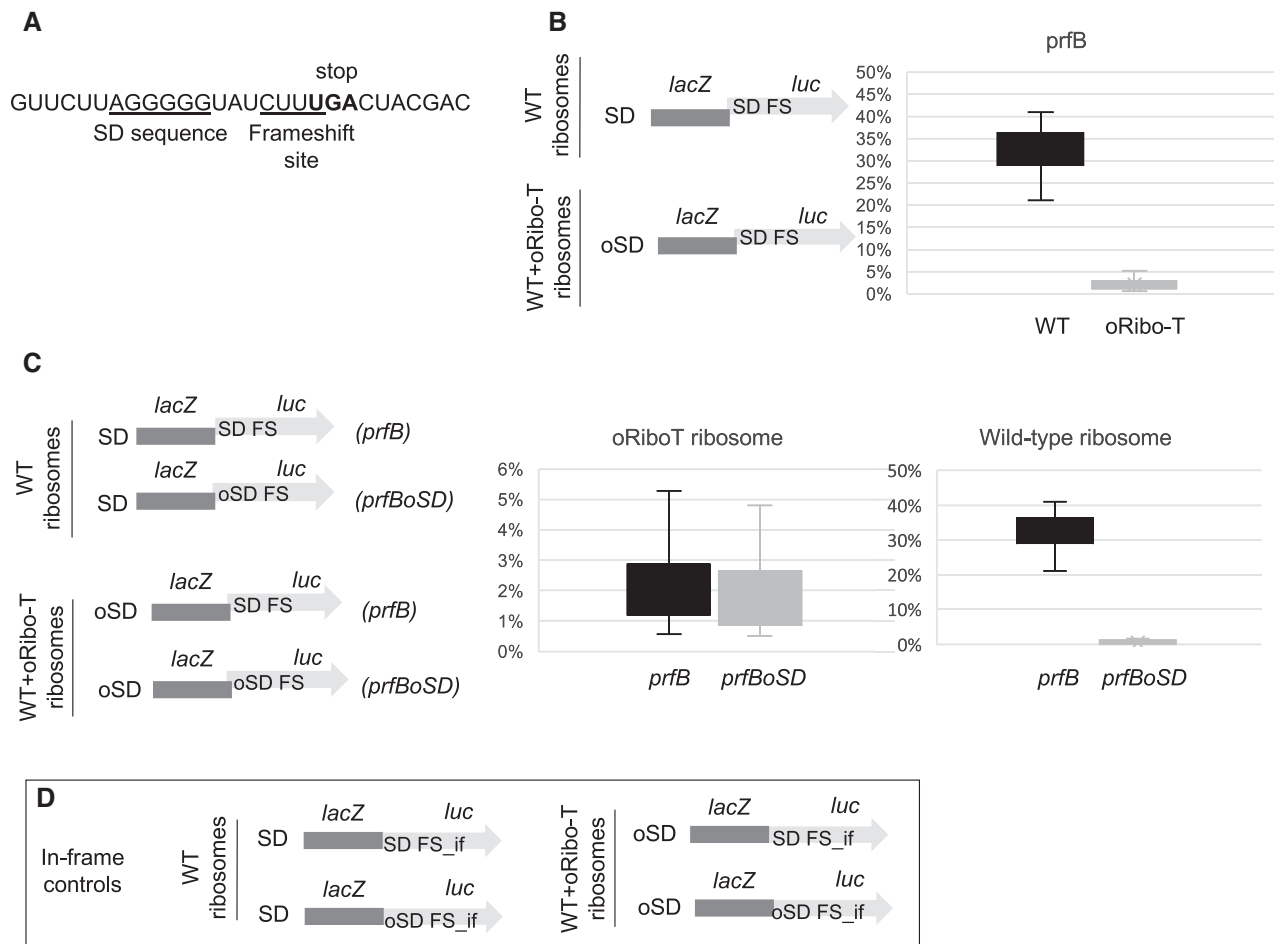 A
stop
GUUCUUAGGGGGUAUCUUUGACUACGAC
SD sequence
Frameshift
site
B
WT
ribosomes
SD
lacZ
luc
SD FS
WT+oRibo-T
ribosomes
oSD
lacZ
luc
SD FS
prfB
50%
45%
40%
35%
30%
25%
20%
15%
10%
5%
0%
WT
oRibo-T
C
WT
ribosomes
lacZ
luc
SD
SD FS
(prfB)
lacZ
luc
SD
oSD FS
(prfBoSD)
WT+oRibo-T
ribosomes
lacZ
luc
oSD
SD FS
(prfB)
lacZ
luc
oSD
oSD FS
(prfBoSD)
oRiboT ribosome
6%
5%
4%
3%
2%
1%
0%
prfB
prfBoSD
Wild-type ribosome
50%
40%
30%
20%
10%
0%
prfB
prfBoSD
D
In-frame
controls
WT
ribosomes
lacZ
luc
SD
SD FS_if
lacZ
luc
SD
oSD FS_if
WT+oRibo-T
ribosomes
lacZ
luc
oSD
SD FS_if
lacZ
luc
oSD
oSD FS_if